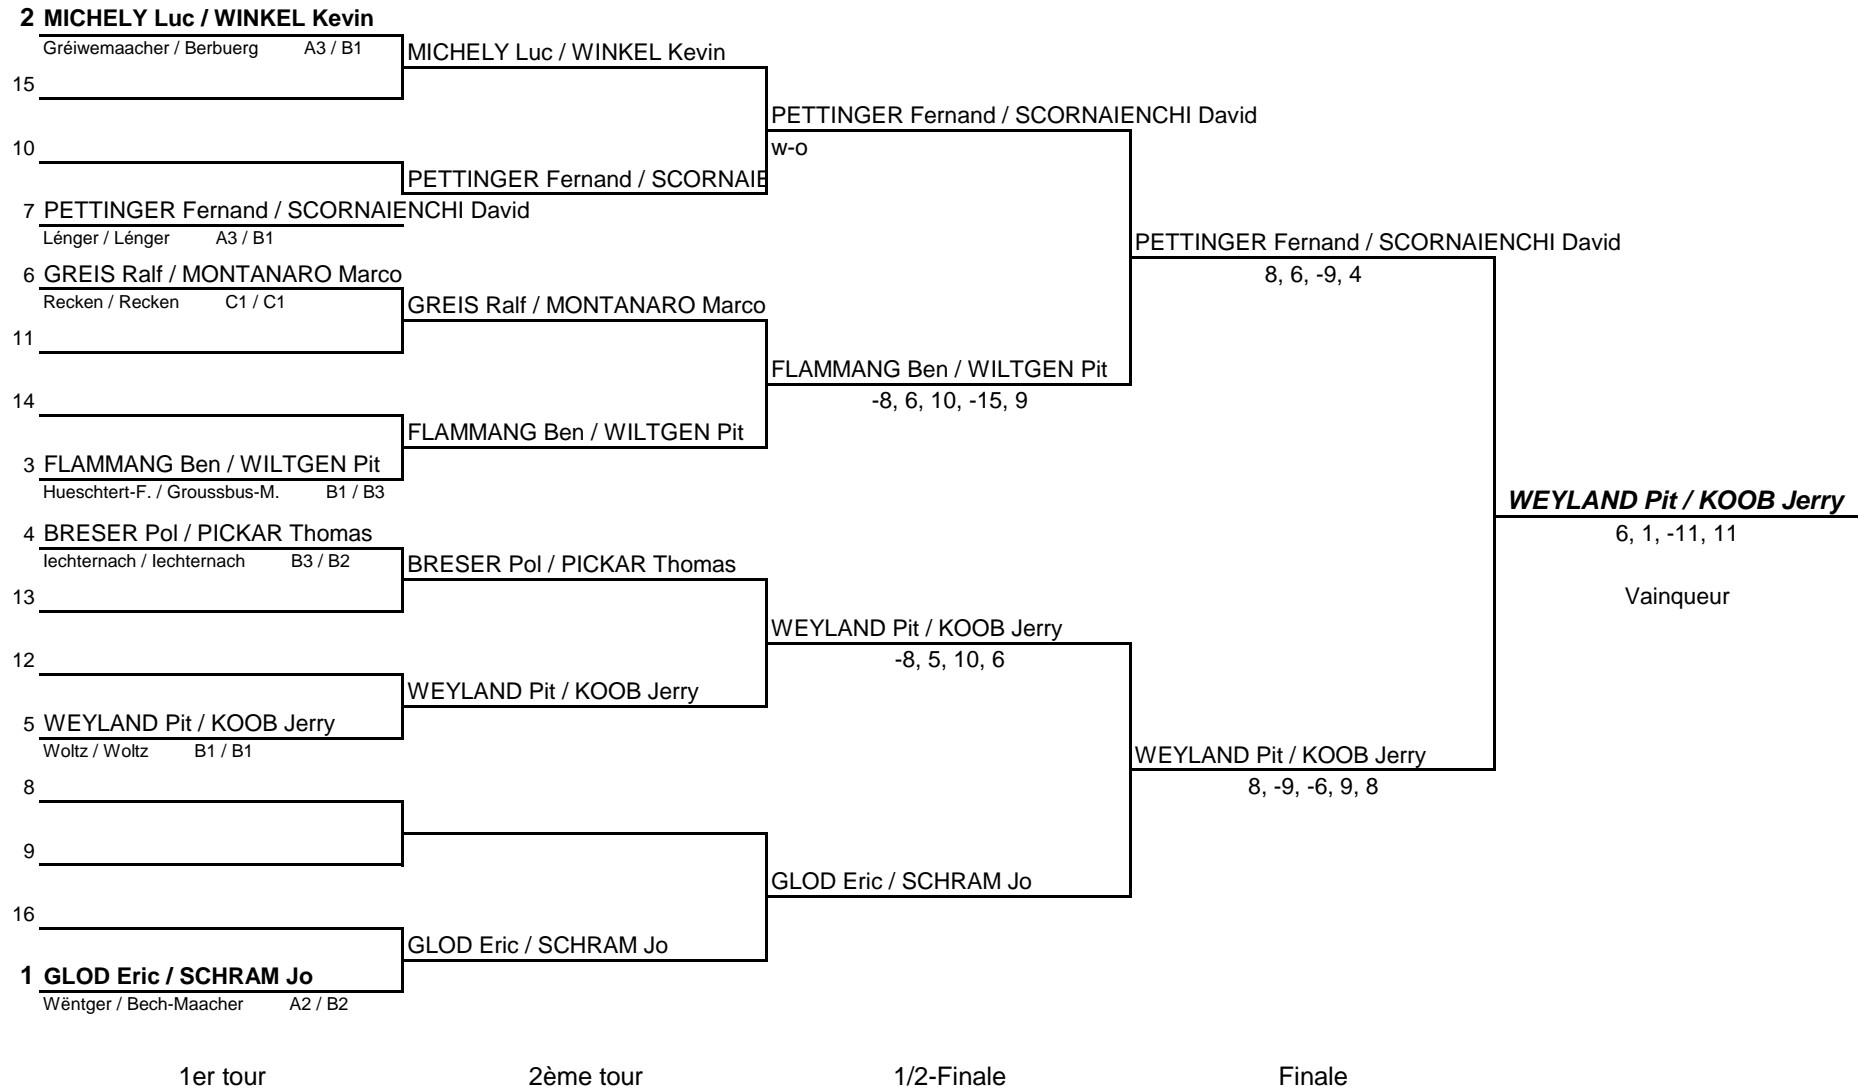 2 MICHELY Luc / WINKEL Kevin
Gréiwemaacher / Berbuerg A3 / B1
MICHELY Luc / WINKEL Kevin
15
PETTINGER Fernand / SCORNAIENCHI David
w-o
10
PETTINGER Fernand / SCORNAIE
7 PETTINGER Fernand / SCORNAIENCHI David
Lénger / Lénger A3 / B1
PETTINGER Fernand / SCORNAIENCHI David
8, 6, -9, 4
6 GREIS Ralf / MONTANARO Marco
Recken / Recken C1 / C1
GREIS Ralf / MONTANARO Marco
11
FLAMMANG Ben / WILTGEN Pit
-8, 6, 10, -15, 9
14
FLAMMANG Ben / WILTGEN Pit
3 FLAMMANG Ben / WILTGEN Pit
Hueschtert-F. / Groussbus-M. B1 / B3
WEYLAND Pit / KOOB Jerry
6, 1, -11, 11
Vainqueur
4 BRESER Pol / PICKAR Thomas
Iechternach / Iechternach B3 / B2
BRESER Pol / PICKAR Thomas
13
WEYLAND Pit / KOOB Jerry
-8, 5, 10, 6
12
WEYLAND Pit / KOOB Jerry
5 WEYLAND Pit / KOOB Jerry
Woltz / Woltz B1 / B1
WEYLAND Pit / KOOB Jerry
8, -9, -6, 9, 8
8
9
GLOD Eric / SCHRAM Jo
16
GLOD Eric / SCHRAM Jo
1 GLOD Eric / SCHRAM Jo
Wëntger / Bech-Maacher A2 / B2
1er tour 2ème tour 1/2-Finale Finale